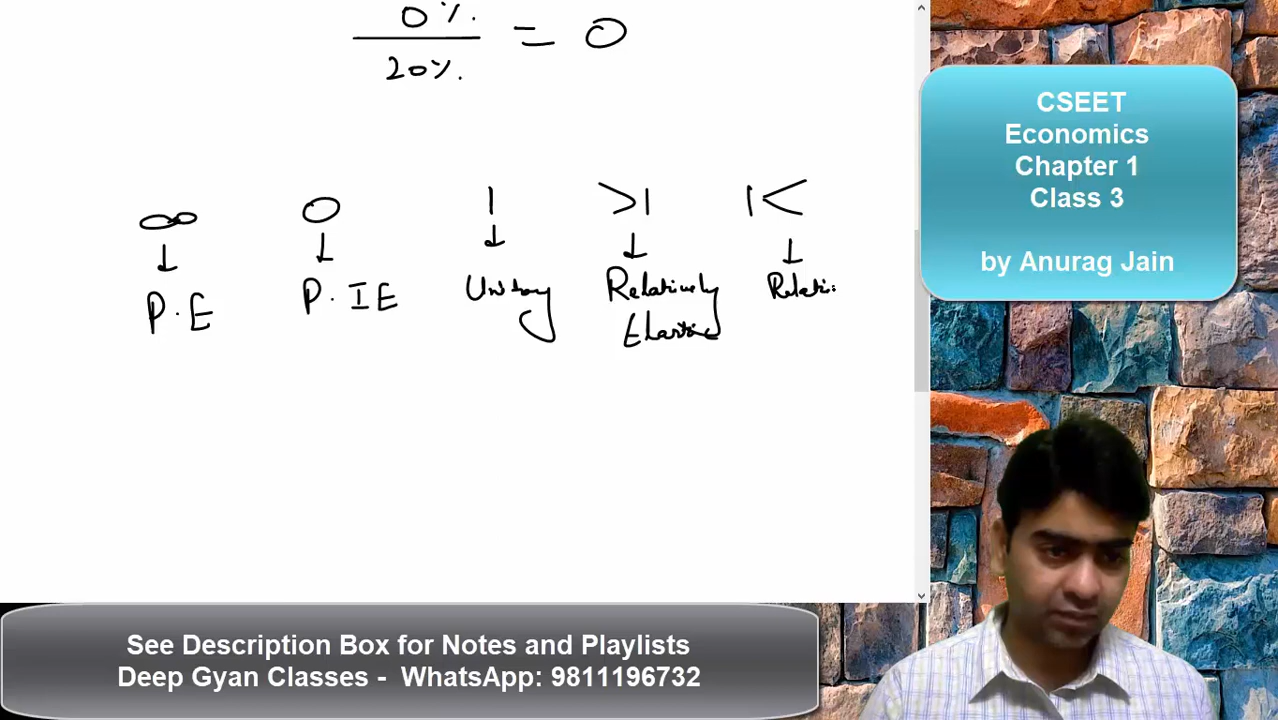 0%.
20%.
= 0
∞ 0 1 >1 1<
↓ ↓ ↓ ↓ ↓
P.E P.IE Unitary Relatively Relati
Elastic
CSEET
Economics
Chapter 1
Class 3
by Anurag Jain
See Description Box for Notes and Playlists
Deep Gyan Classes - WhatsApp: 9811196732